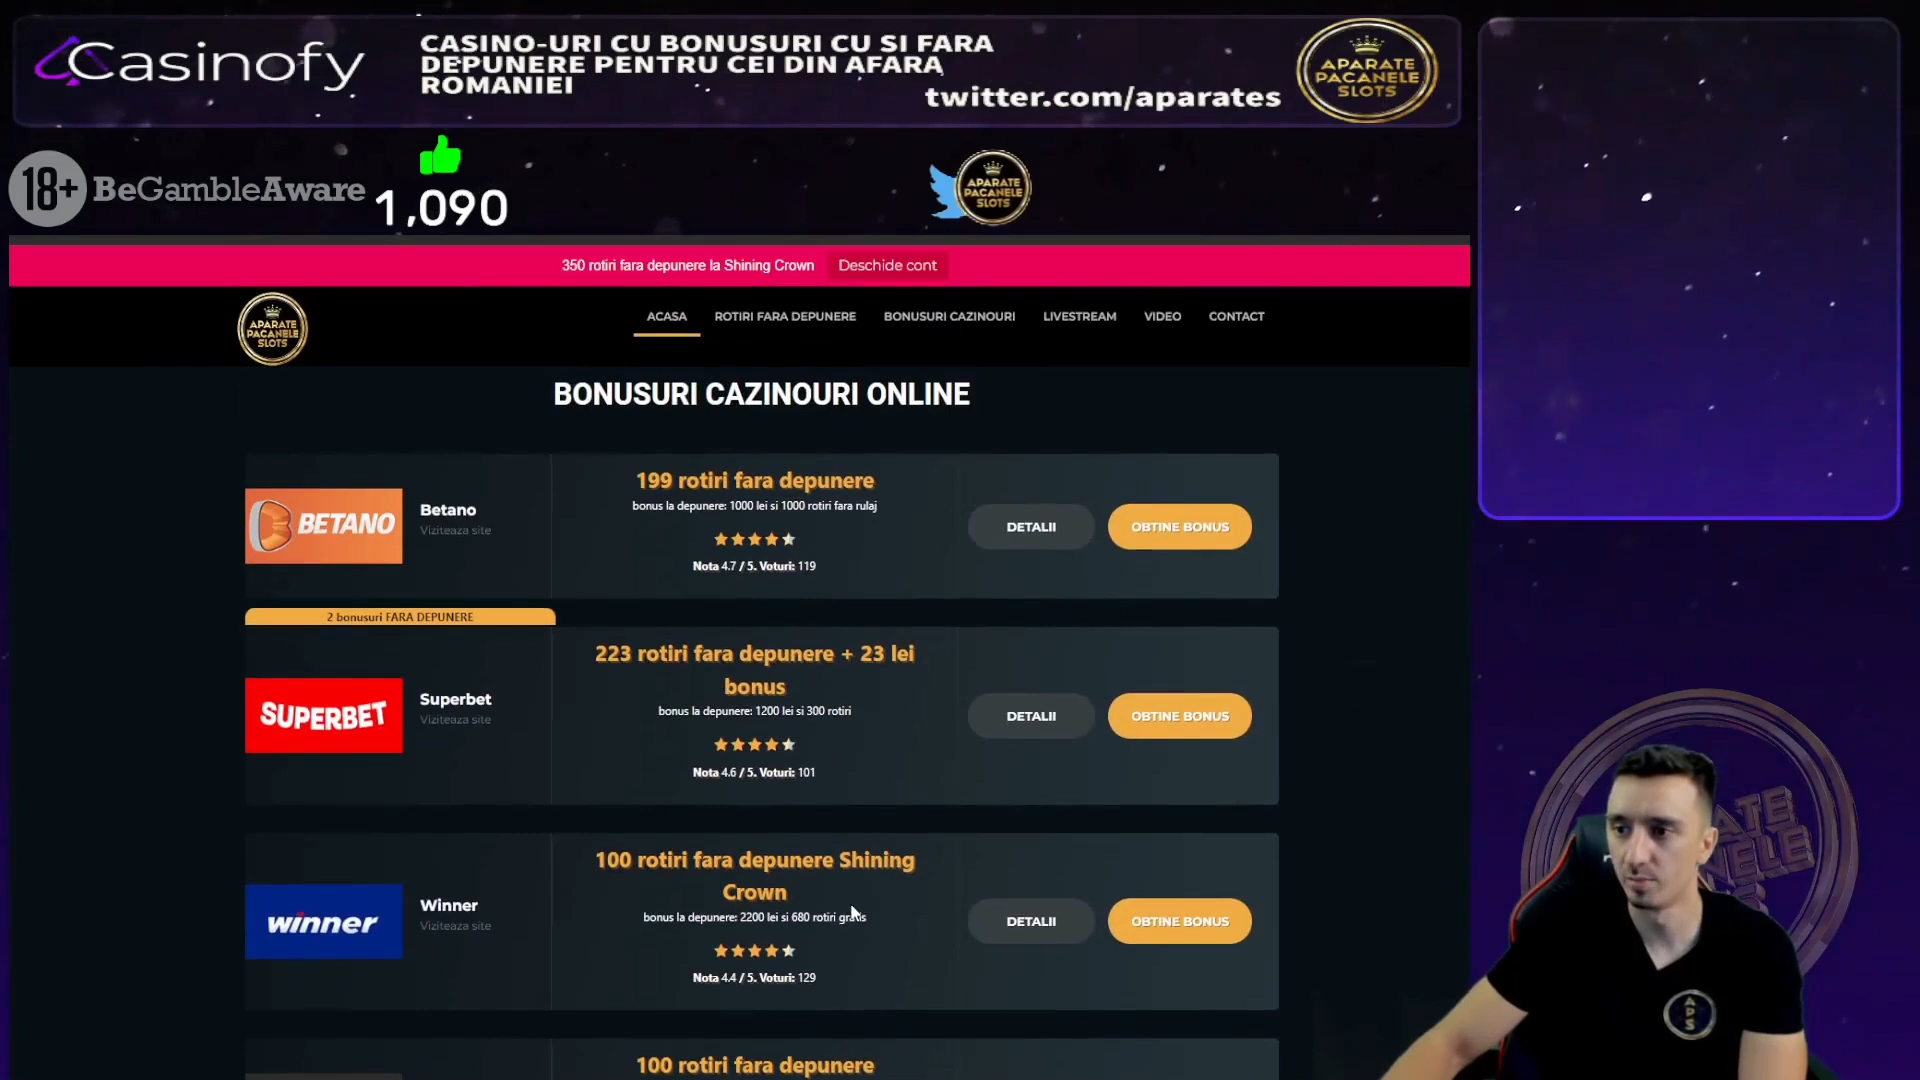 Casinofy
CASINO-URI CU BONUSURI CU SI FARA
DEPUNERE PENTRU CEI DIN AFARA
ROMANIEI
twitter.com/aparates
APARATE
PACANELE
SLOTS
18+ BeGambleAware
1,090
APARATE
PACANELE
SLOTS
350 rotiri fara depunere la Shining Crown
Deschide cont
APARATE
PACANELE
SLOTS
ACASA
ROTIRI FARA DEPUNERE
BONUSURI CAZINOURI
LIVESTREAM
VIDEO
CONTACT
BONUSURI CAZINOURI ONLINE
BETANO
Betano
Viziteaza site
199 rotiri fara depunere
bonus la depunere: 1000 lei si 1000 rotiri fara rulaj
Nota 4.7 / 5. Voturi: 119
DETALII
OBTINE BONUS
2 bonusuri FARA DEPUNERE
SUPERBET
Superbet
Viziteaza site
223 rotiri fara depunere + 23 lei
bonus
bonus la depunere: 1200 lei si 300 rotiri
Nota 4.6 / 5. Voturi: 101
DETALII
OBTINE BONUS
winner
Winner
Viziteaza site
100 rotiri fara depunere Shining
Crown
bonus la depunere: 2200 lei si 680 rotiri gratis
Nota 4.4 / 5. Voturi: 129
DETALII
OBTINE BONUS
100 rotiri fara depunere
APS